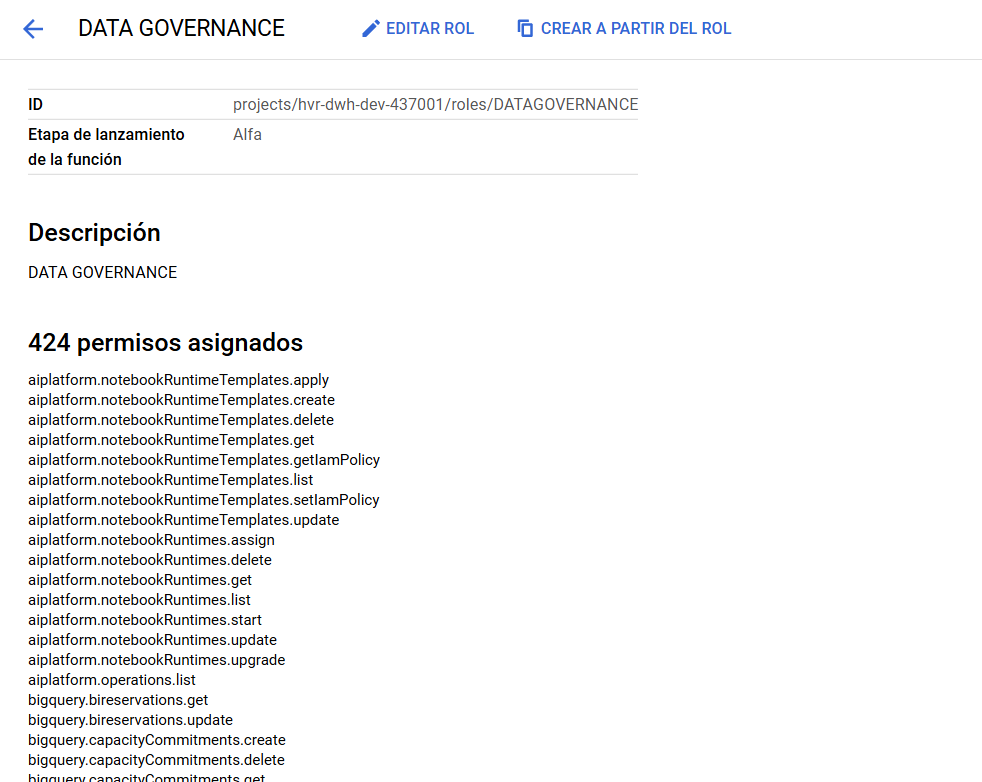 DATA GOVERNANCE EDITAR ROL CREAR A PARTIR DEL ROL
ID projects/hvr-dwh-dev-437001/roles/DATAGOVERNANCE
Etapa de lanzamiento Alfa
de la función
Descripción
DATA GOVERNANCE
424 permisos asignados
aiplatform.notebookRuntimeTemplates.apply
aiplatform.notebookRuntimeTemplates.create
aiplatform.notebookRuntimeTemplates.delete
aiplatform.notebookRuntimeTemplates.get
aiplatform.notebookRuntimeTemplates.getIamPolicy
aiplatform.notebookRuntimeTemplates.list
aiplatform.notebookRuntimeTemplates.setIamPolicy
aiplatform.notebookRuntimeTemplates.update
aiplatform.notebookRuntimes.assign
aiplatform.notebookRuntimes.delete
aiplatform.notebookRuntimes.get
aiplatform.notebookRuntimes.list
aiplatform.notebookRuntimes.start
aiplatform.notebookRuntimes.update
aiplatform.notebookRuntimes.upgrade
aiplatform.operations.list
bigquery.bireservations.get
bigquery.bireservations.update
bigquery.capacityCommitments.create
bigquery.capacityCommitments.delete
bigquery.capacityCommitments.get